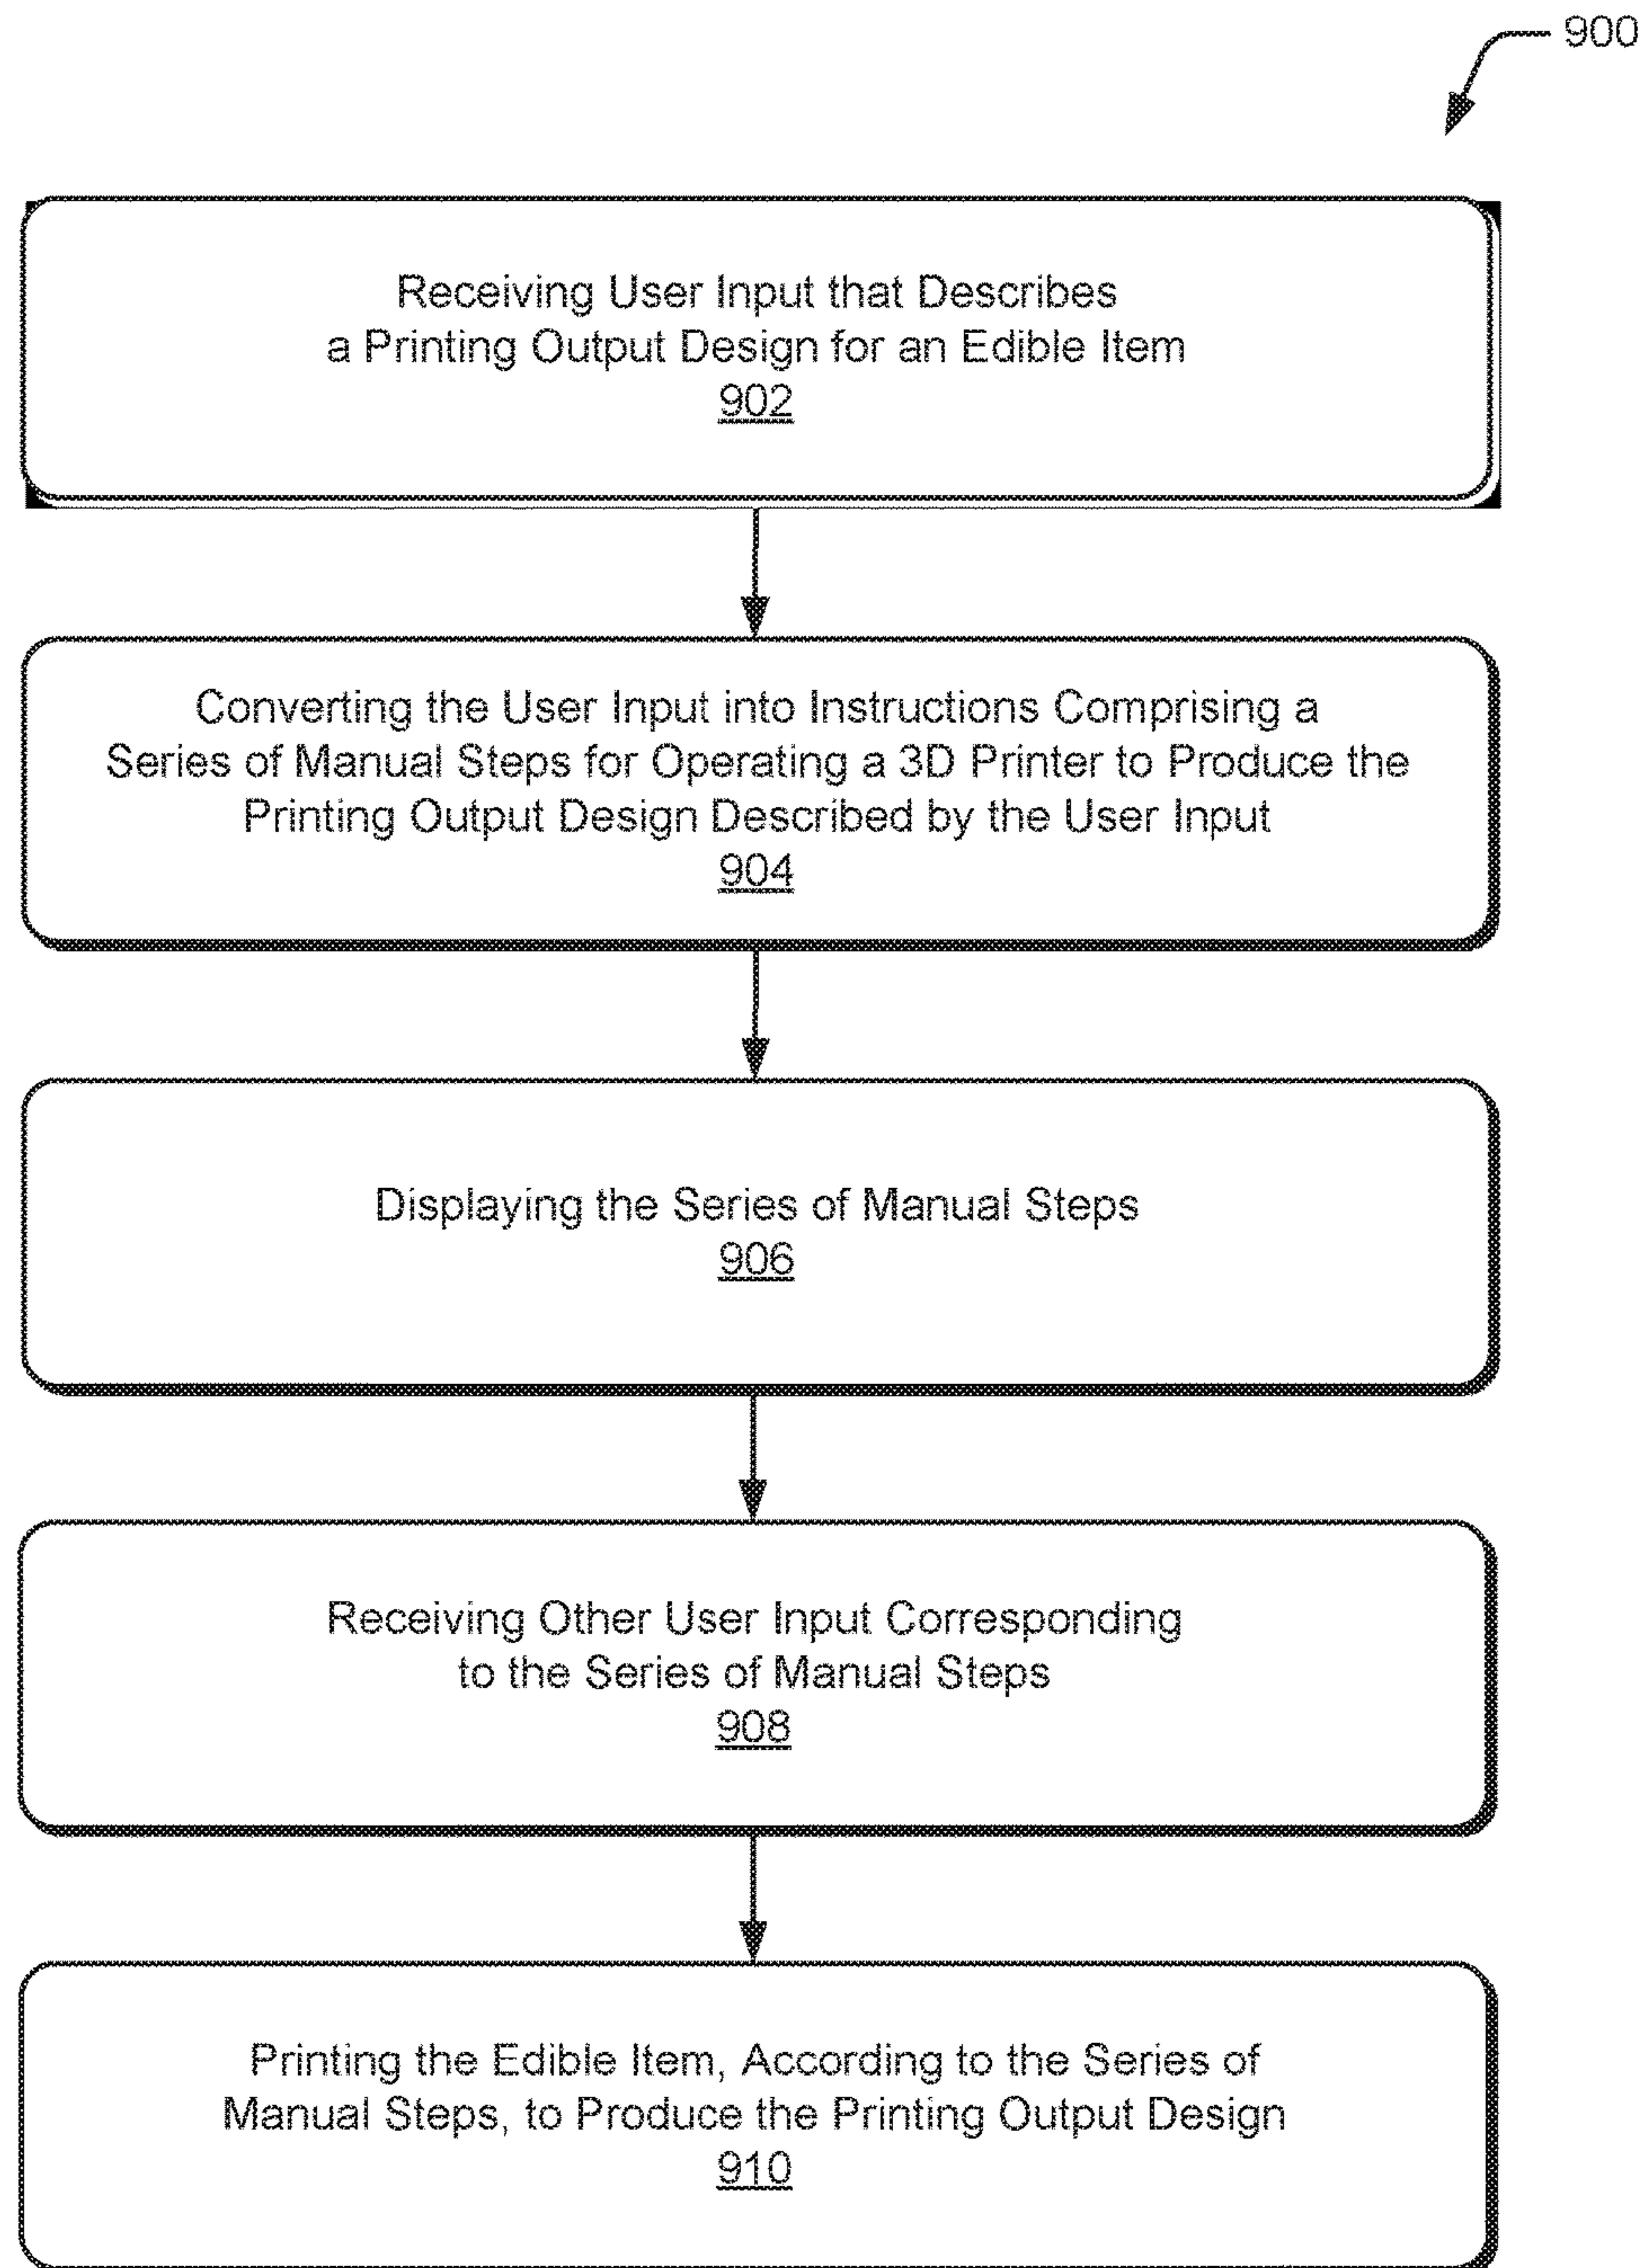 900
Receiving User Input that Describes
a Printing Output Design for an Edible Item
902
Converting the User Input into Instructions Comprising a
Series of Manual Steps for Operating a 3D Printer to Produce the
Printing Output Design Described by the User Input
904
Displaying the Series of Manual Steps
906
Receiving Other User Input Corresponding
to the Series of Manual Steps
908
Printing the Edible Item, According to the Series of
Manual Steps, to Produce the Printing Output Design
910